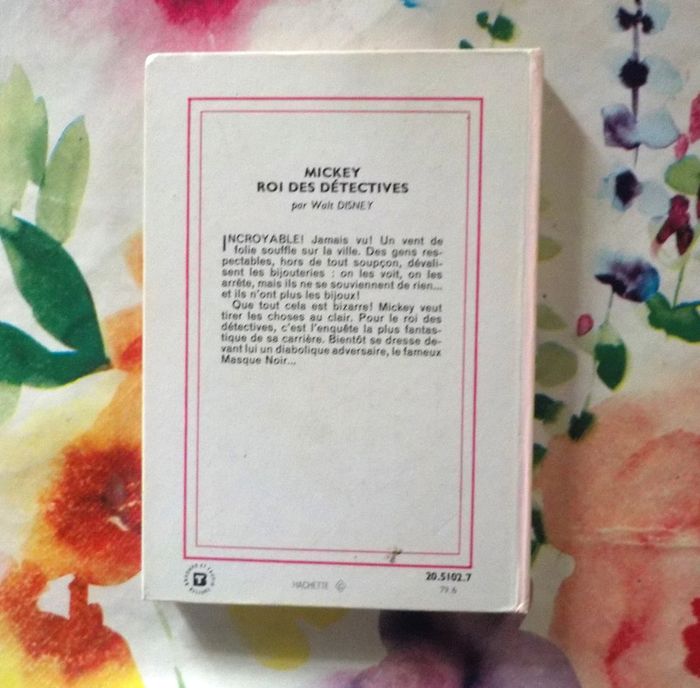 MICKEY
ROI DES DÉTECTIVES
par Walt DISNEY
INCROYABLE! Jamais vu! Un vent de
folie souffle sur la ville. Des gens res-
pectables, hors de tout soupçon, dévali-
sent les bijouteries : on les voit, on les
arrête, mais ils ne se souviennent de rien...
et ils n'ont plus les bijoux!
Que tout cela est bizarre! Mickey veut
tirer les choses au clair. Pour le roi des
détectives, c'est l'enquête la plus fantas-
tique de sa carrière. Bientôt se dresse de-
vant lui un diabolique adversaire, le fameux
Masque Noir...
20.5102.7
HACHETTE ©
79.6